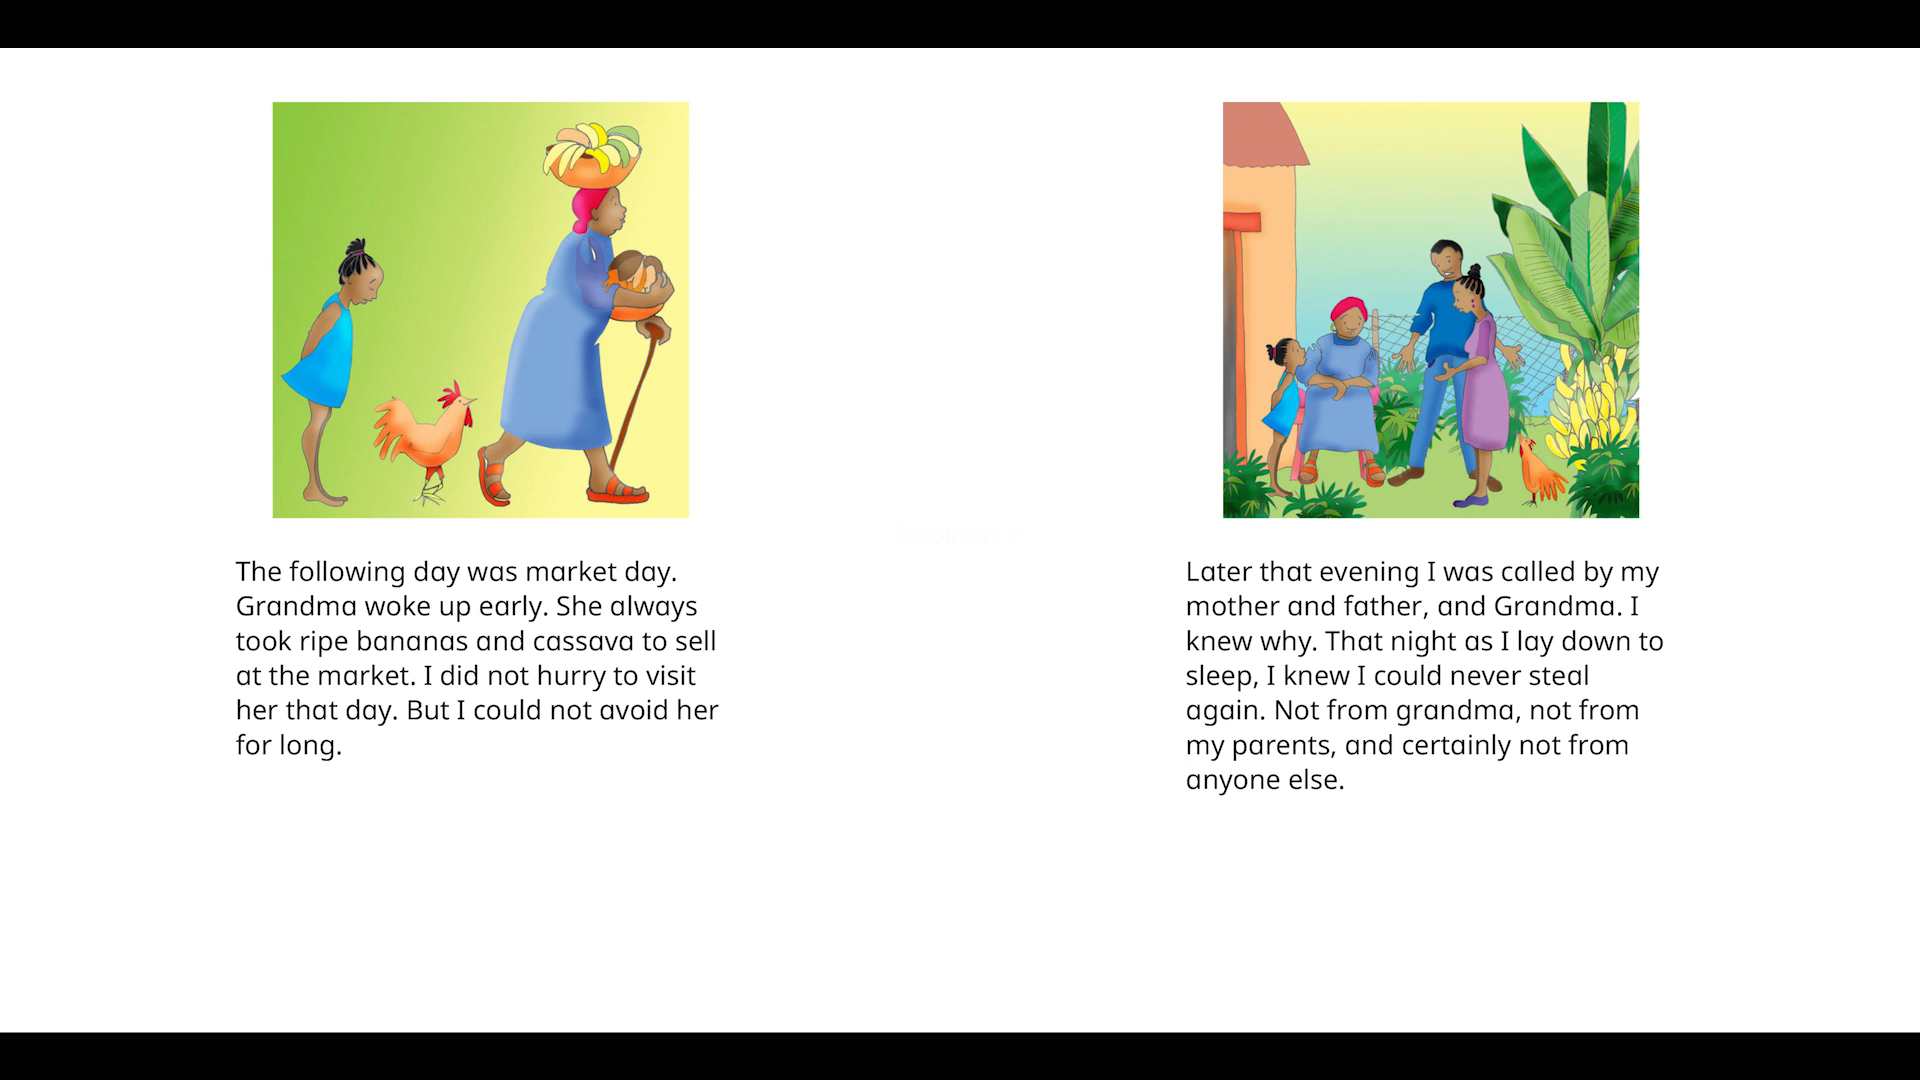 The following day was market day.
Grandma woke up early. She always
took ripe bananas and cassava to sell
at the market. I did not hurry to visit
her that day. But I could not avoid her
for long.
Later that evening I was called by my
mother and father, and Grandma. I
knew why. That night as I lay down to
sleep, I knew I could never steal
again. Not from grandma, not from
my parents, and certainly not from
anyone else.